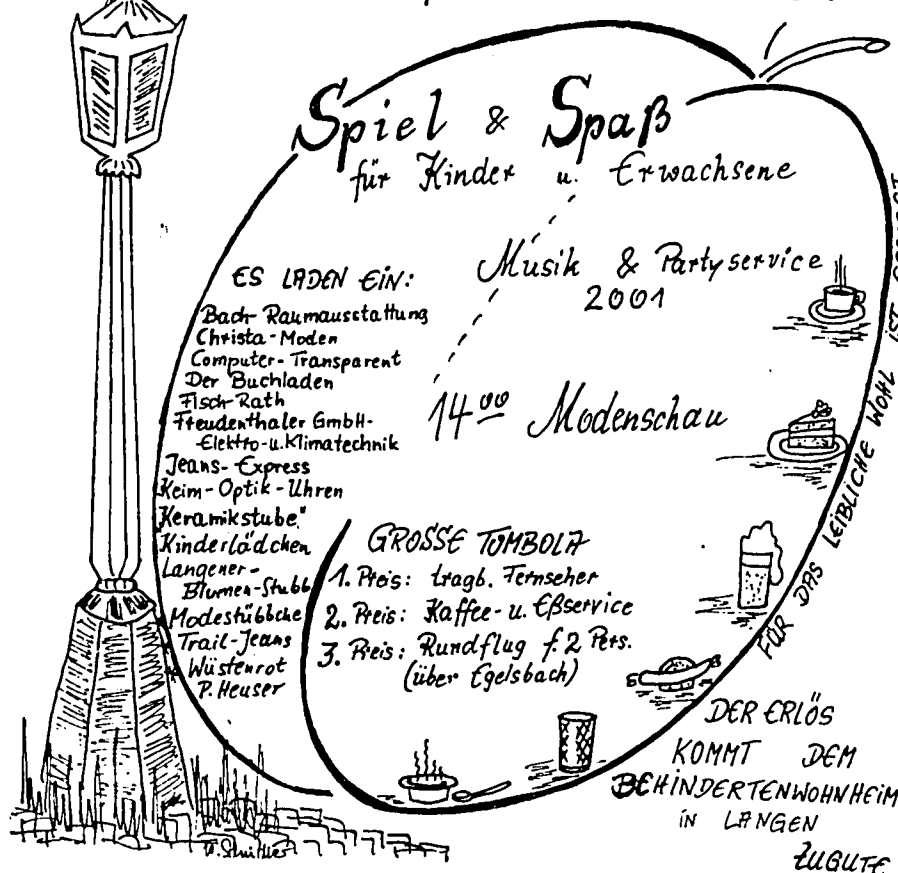 Spiel & Spaß
für Kinder u. Erwachsene
Musik & Partyservice
2001
14⁰⁰ Modenschau
ES LADEN EIN:
Bach Raumausstattung
Christa-Moden
Computer-Transparent
Der Buchladen
Fisch-Rath
Freudenthaler GmbH-
Elektro-u.Klimatechnik
Jeans-Express
Keim-Optik-Uhren
"Keramikstube"
Kinderlädchen
Langener-
Blumen-Stubb
Modestübbche
Trail-Jeans
Wüstenrot
P. Heuser
GROSSE TOMBOLA
1. Preis: tragb. Fernseher
2. Preis: Kaffee- u. Eßservice
3. Preis: Rundflug f. 2 Pers.
(über Egelsbach)
FÜR DAS LEIBLICHE WOHL IST
DER ERLÖS
KOMMT DEM
BEHINDERTENWOHNHEIM
in LANGEN
ZUGUTE